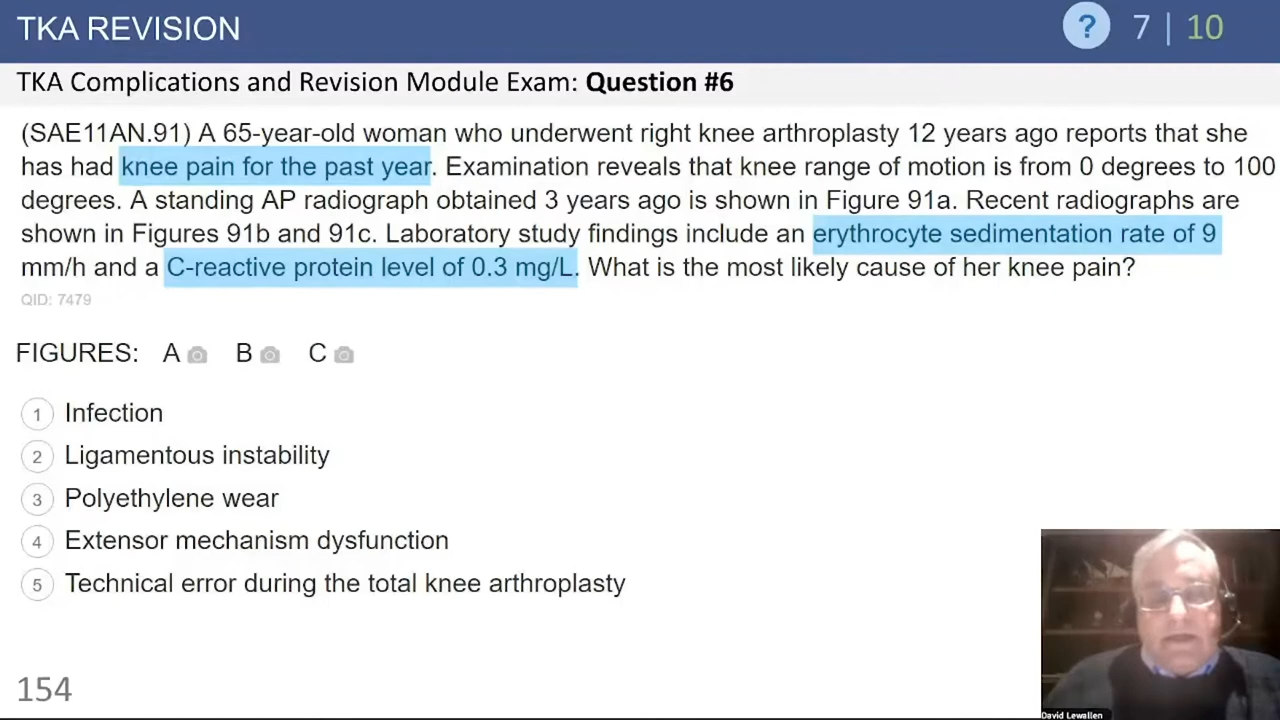 TKA REVISION
? 7 | 10
TKA Complications and Revision Module Exam: Question #6
(SAE11AN.91) A 65-year-old woman who underwent right knee arthroplasty 12 years ago reports that she
has had knee pain for the past year. Examination reveals that knee range of motion is from 0 degrees to 100
degrees. A standing AP radiograph obtained 3 years ago is shown in Figure 91a. Recent radiographs are
shown in Figures 91b and 91c. Laboratory study findings include an erythrocyte sedimentation rate of 9
mm/h and a C-reactive protein level of 0.3 mg/L. What is the most likely cause of her knee pain?
QID: 7479
FIGURES: A B C
1 Infection
2 Ligamentous instability
3 Polyethylene wear
4 Extensor mechanism dysfunction
5 Technical error during the total knee arthroplasty
154
David Lewallen